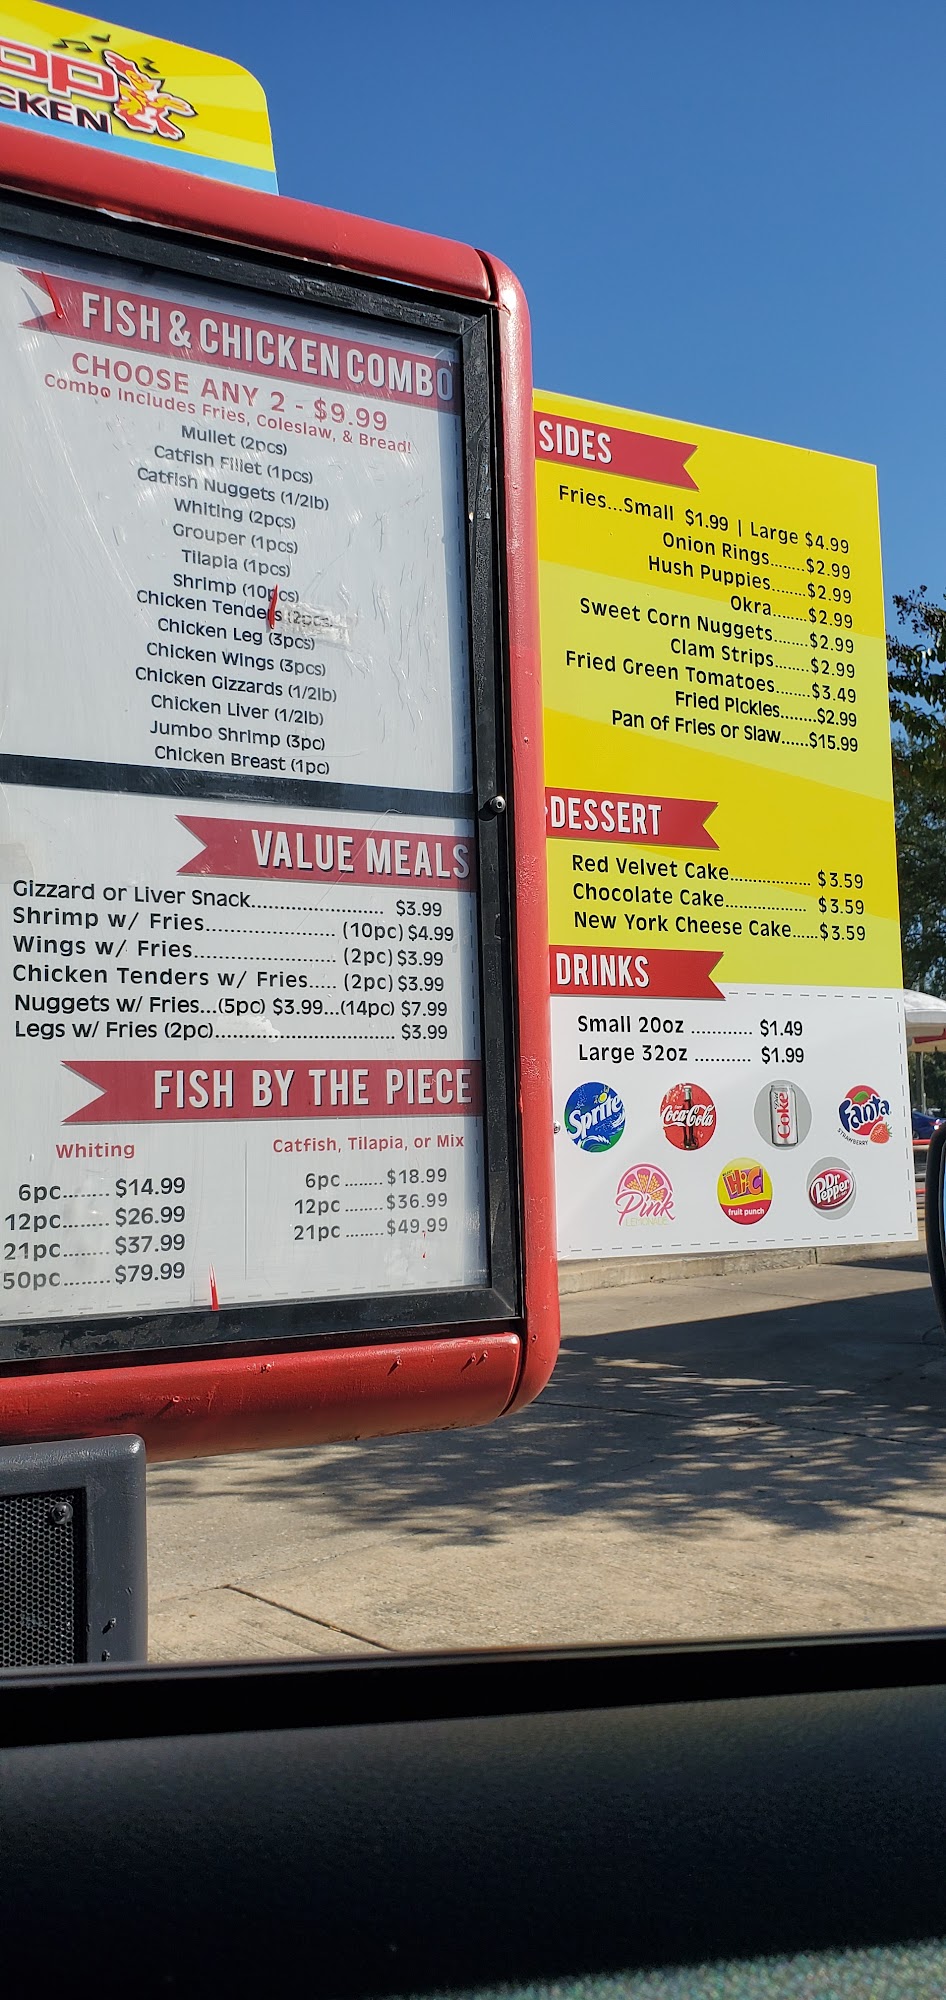 op
CKEN
FISH & CHICKEN COMBO
CHOOSE ANY 2 - $9.99
Combo includes Fries, Coleslaw, & Bread!
Mullet (2pcs)
Catfish Fillet (1pcs)
Catfish Nuggets (1/2lb)
Whiting (2pcs)
Grouper (1pcs)
Tilapia (1pcs)
Shrimp (10pcs)
Chicken Tenders (2pcs)
Chicken Leg (3pcs)
Chicken Wings (3pcs)
Chicken Gizzards (1/2lb)
Chicken Liver (1/2lb)
Jumbo Shrimp (3pc)
Chicken Breast (1pc)
VALUE MEALS
Gizzard or Liver Snack........................ $3.99
Shrimp w/ Fries....................... (10pc) $4.99
Wings w/ Fries......................... (2pc) $3.99
Chicken Tenders w/ Fries..... (2pc) $3.99
Nuggets w/ Fries...(5pc) $3.99...(14pc) $7.99
Legs w/ Fries (2pc)................................ $3.99
FISH BY THE PIECE
Whiting
6pc........ $14.99
12pc........ $26.99
21pc........ $37.99
50pc........ $79.99
Catfish, Tilapia, or Mix
6pc .......$18.99
12pc .......$36.99
21pc .......$49.99
SIDES
Fries...Small $1.99 | Large $4.99
Onion Rings.......$2.99
Hush Puppies.......$2.99
Okra.......$2.99
Sweet Corn Nuggets.......$2.99
Clam Strips.......$2.99
Fried Green Tomatoes.......$3.49
Fried Pickles........$2.99
Pan of Fries or Slaw......$15.99
DESSERT
Red Velvet Cake................ $3.59
Chocolate Cake................ $3.59
New York Cheese Cake......$3.59
DRINKS
Small 20oz ............ $1.49
Large 32oz ........... $1.99
Sprite
Coca-Cola
Coke
Fanta
STRAWBERRY
Pink
LEMONADE
Hi-C
fruit punch
Dr Pepper